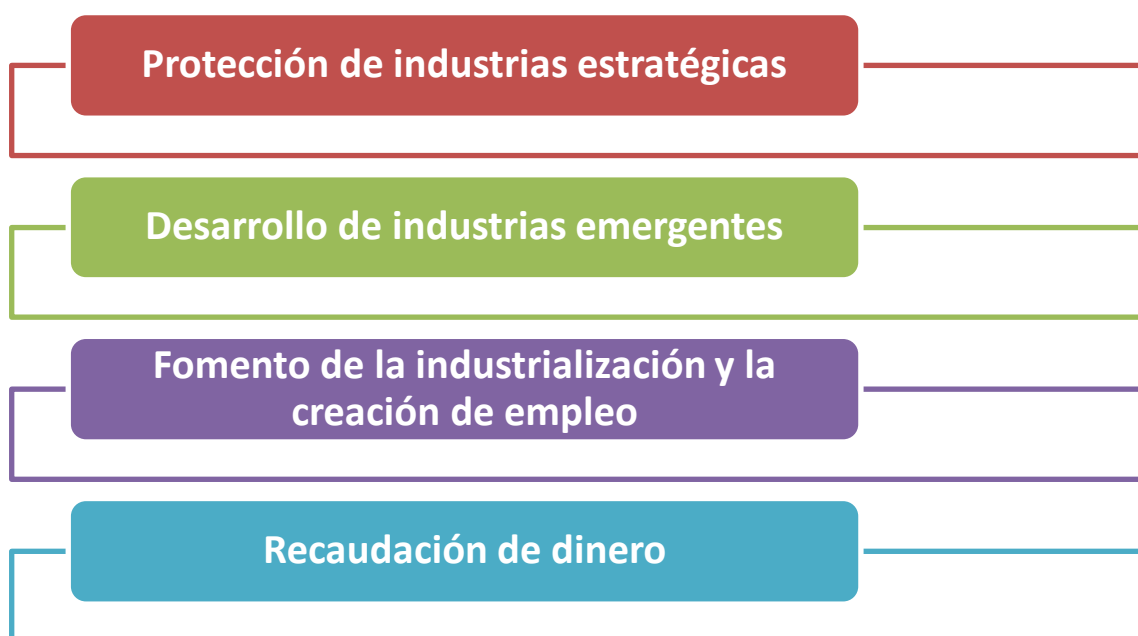 Protección de industrias estratégicas
Desarrollo de industrias emergentes
Fomento de la industrialización y la
creación de empleo
Recaudación de dinero